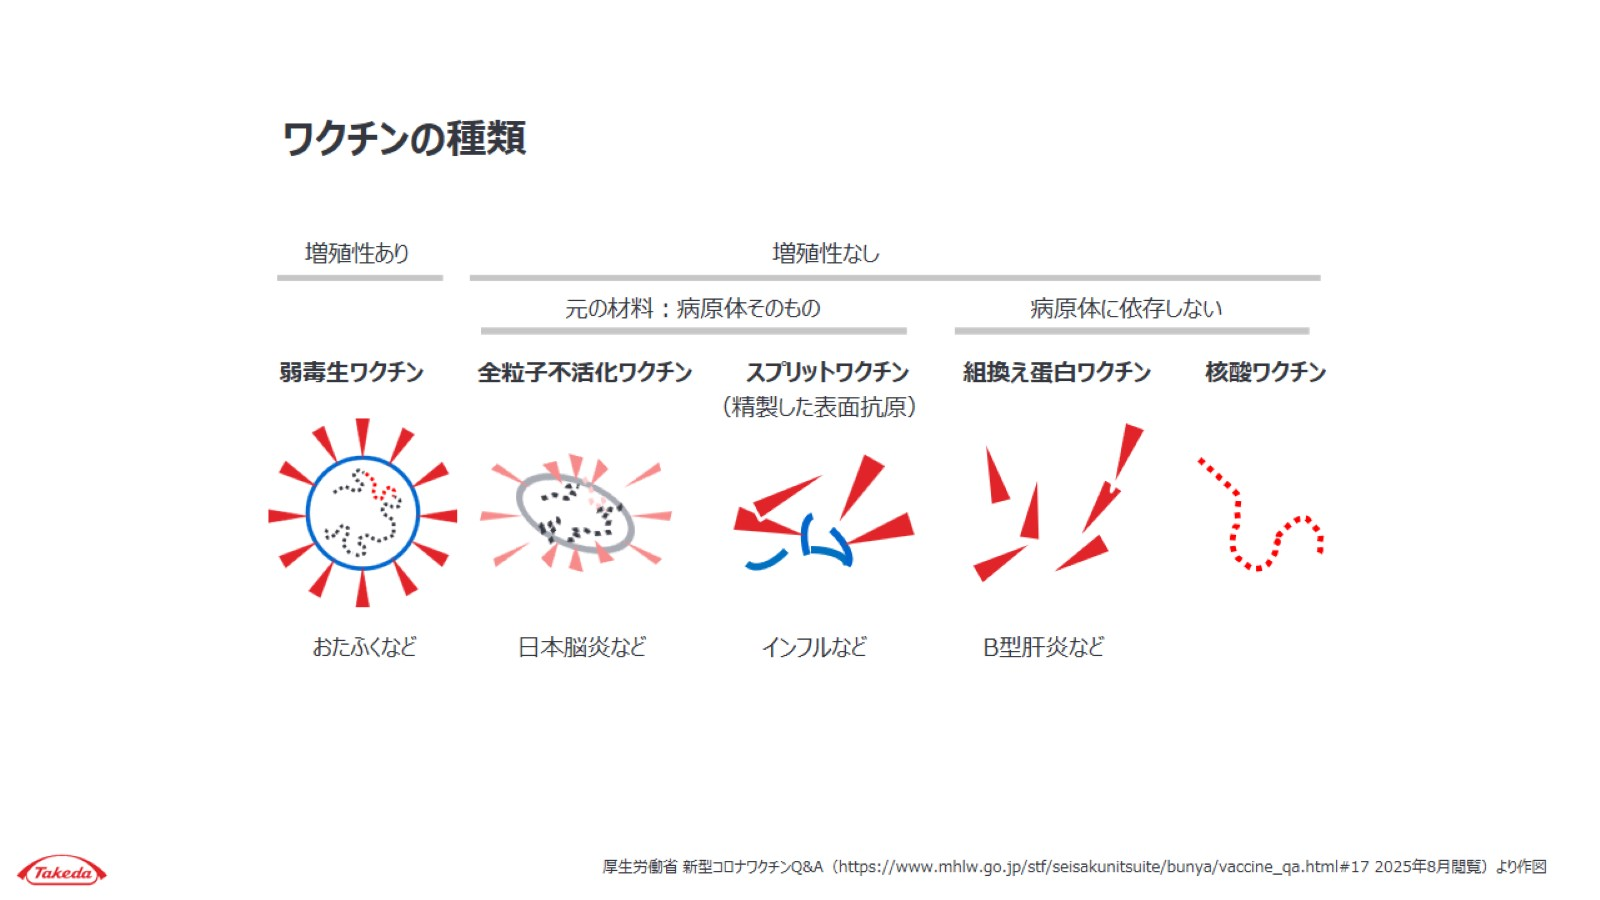 ワクチンの種類
増殖性あり
増殖性なし
元の材料：病原体そのもの
病原体に依存しない
弱毒生ワクチン
全粒子不活化ワクチン
スプリットワクチン
（精製した表面抗原）
組換え蛋白ワクチン
核酸ワクチン
おたふくなど
日本脳炎など
インフルなど
B型肝炎など
Takeda
厚生労働省 新型コロナワクチンQ&A（https://www.mhlw.go.jp/stf/seisakunitsuite/bunya/vaccine_qa.html#17 2025年8月閲覧）より作図